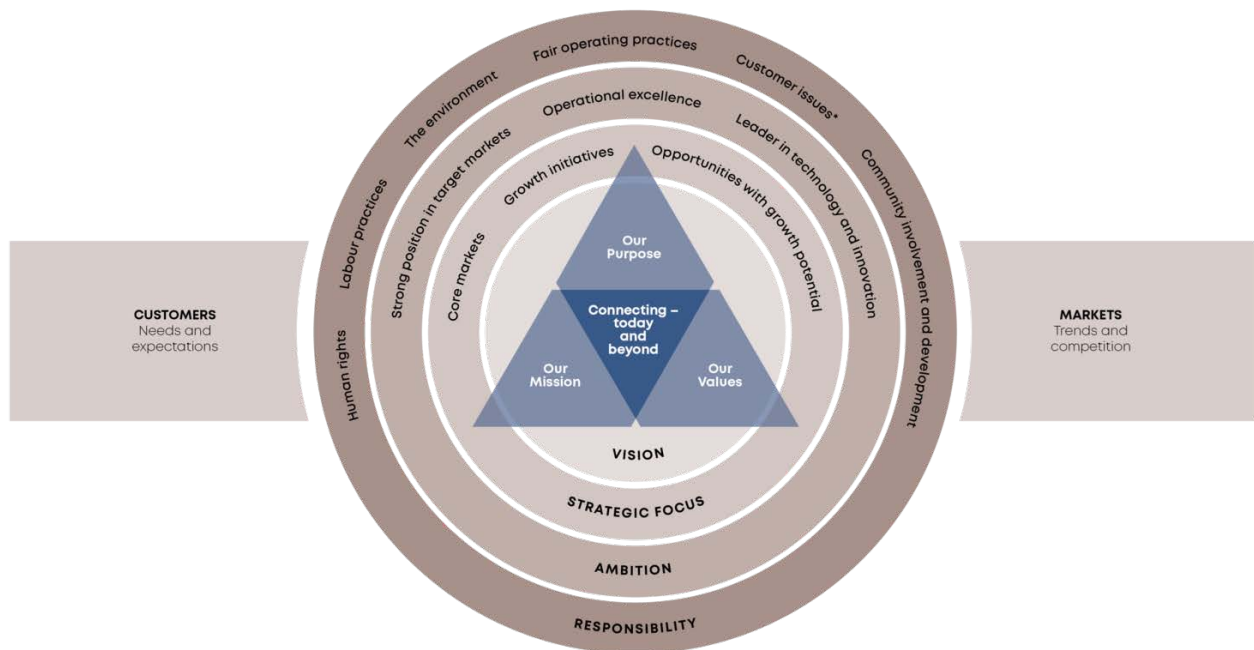 Fair operating practices
The environment
Customer issues*
Labour practices
Community involvement and development
Human rights
Operational excellence
Strong position in target markets
Leader in technology and innovation
Growth initiatives
Opportunities with growth potential
Core markets
Our
Purpose
Connecting –
today
and
beyond
Our
Mission
Our
Values
CUSTOMERS
Needs and
expectations
MARKETS
Trends and
competition
VISION
STRATEGIC FOCUS
AMBITION
RESPONSIBILITY